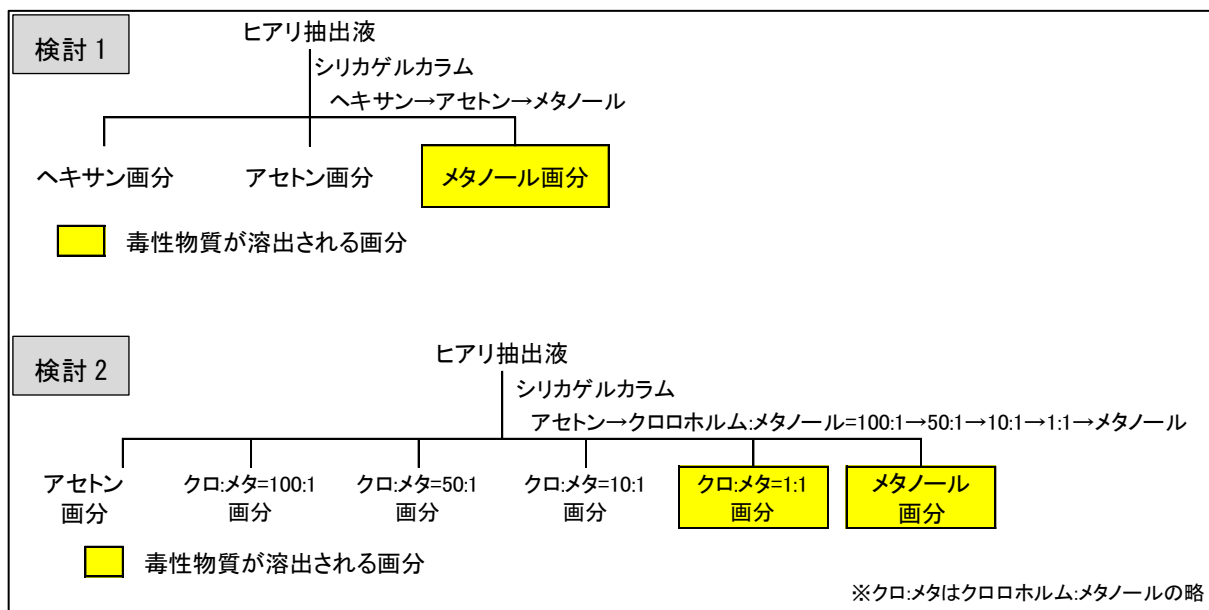 検討 1
ヒアリ抽出液
シリカゲルカラム
ヘキサン→アセトン→メタノール
ヘキサン画分
アセトン画分
メタノール画分
毒性物質が溶出される画分
検討 2
ヒアリ抽出液
シリカゲルカラム
アセトン→クロロホルム:メタノール=100:1→50:1→10:1→1:1→メタノール
アセトン
画分
クロ:メタ=100:1
画分
クロ:メタ=50:1
画分
クロ:メタ=10:1
画分
クロ:メタ=1:1
画分
メタノール
画分
毒性物質が溶出される画分
※クロ:メタはクロロホルム:メタノールの略